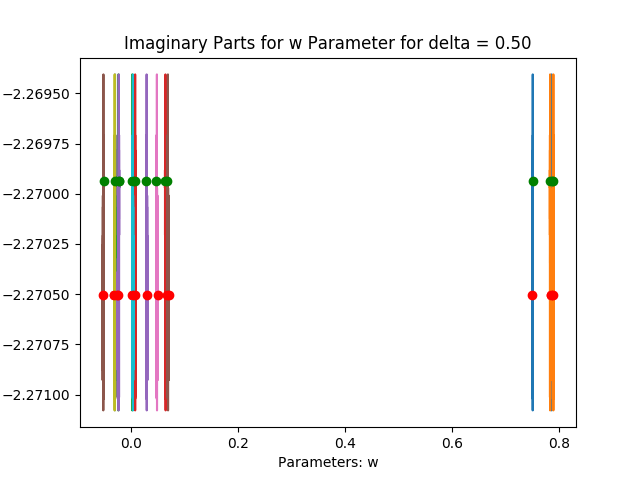 Imaginary Parts for w Parameter for delta = 0.50
−2.26950
−2.26975
−2.27000
−2.27025
−2.27050
−2.27075
−2.27100
0.0 0.2 0.4 0.6 0.8
Parameters: w